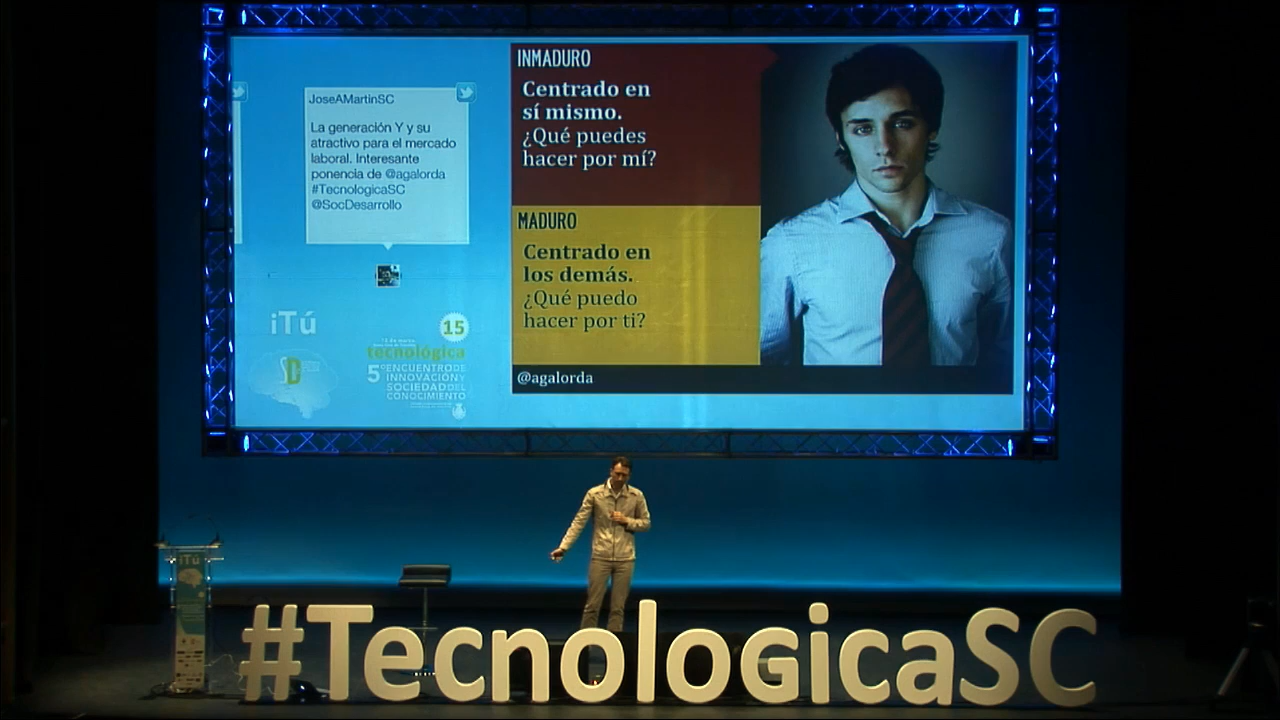 JoseAMartinSC
La generación Y y su
atractivo para el mercado
laboral. Interesante
ponencia de @agalorda
#TecnologicaSC
@SocDesarrollo
iTú
SD
15
tecnológica
5º ENCUENTRO DE
INNOVACIÓN Y
SOCIEDAD DEL
CONOCIMIENTO
INMADURO
Centrado en
sí mismo.
¿Qué puedes
hacer por mí?
MADURO
Centrado en
los demás.
¿Qué puedo
hacer por ti?
@agalorda
iTú
#TecnologicaSC